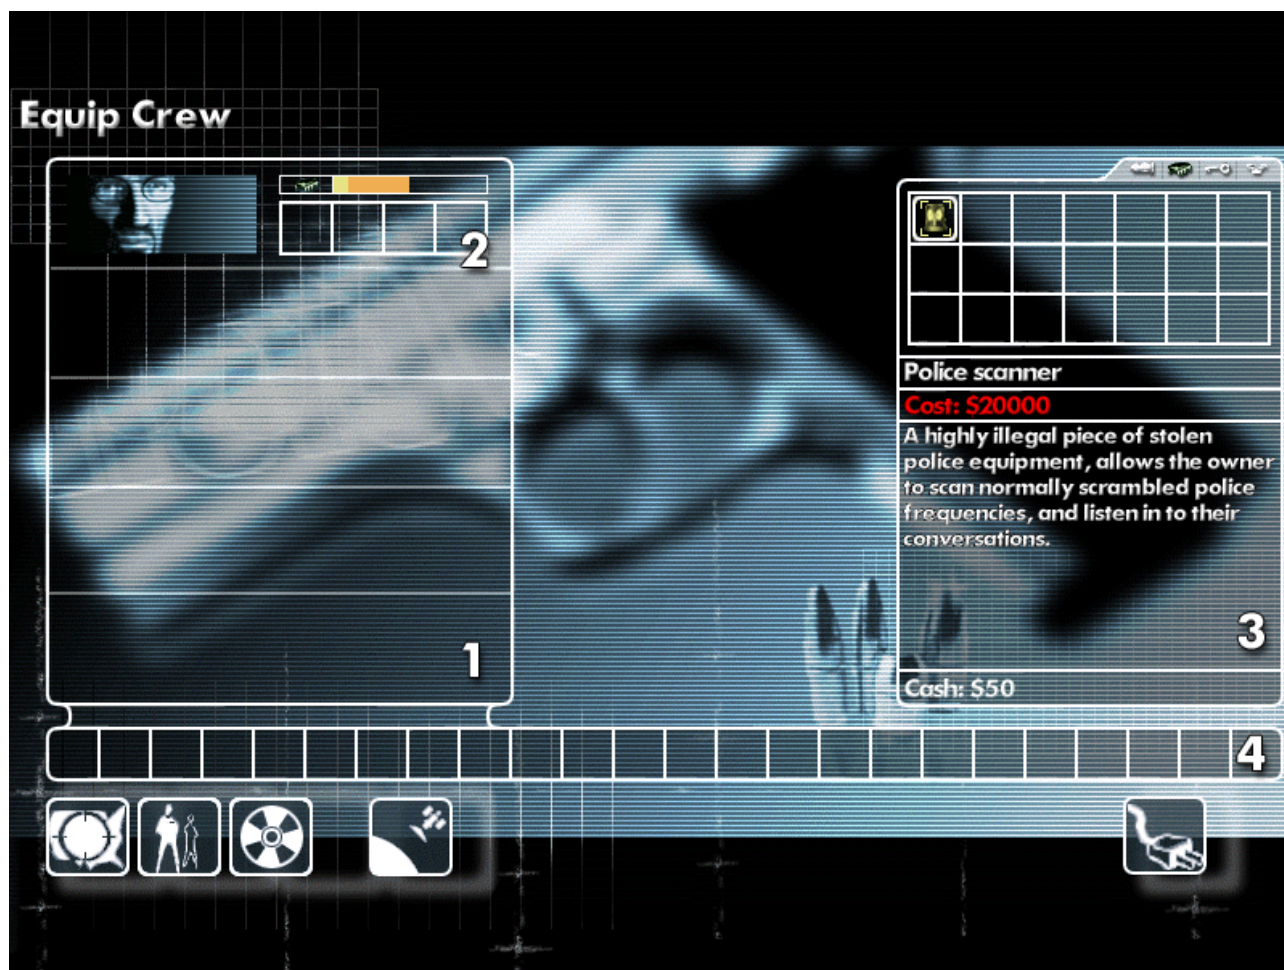 Equip Crew
2
Police scanner
Cost: $20000
A highly illegal piece of stolen
police equipment, allows the owner
to scan normally scrambled police
frequencies, and listen in to their
conversations.
3
1
Cash: $50
4